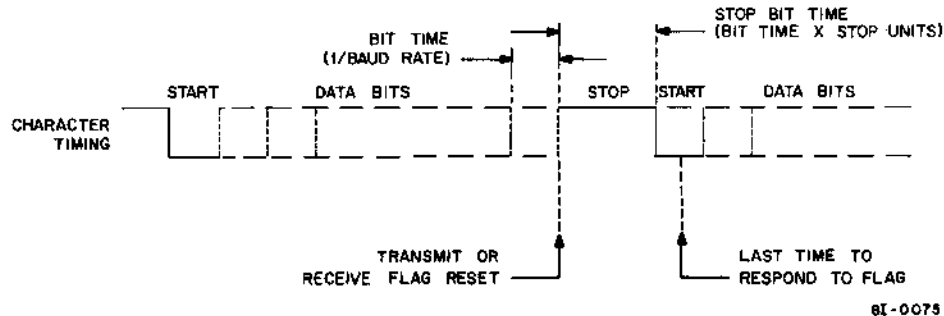 BIT TIME
(1/BAUD RATE)
STOP BIT TIME
(BIT TIME X STOP UNITS)
START
DATA BITS
STOP
START
DATA BITS
CHARACTER
TIMING
TRANSMIT OR
RECEIVE FLAG RESET
LAST TIME TO
RESPOND TO FLAG
8I-0075